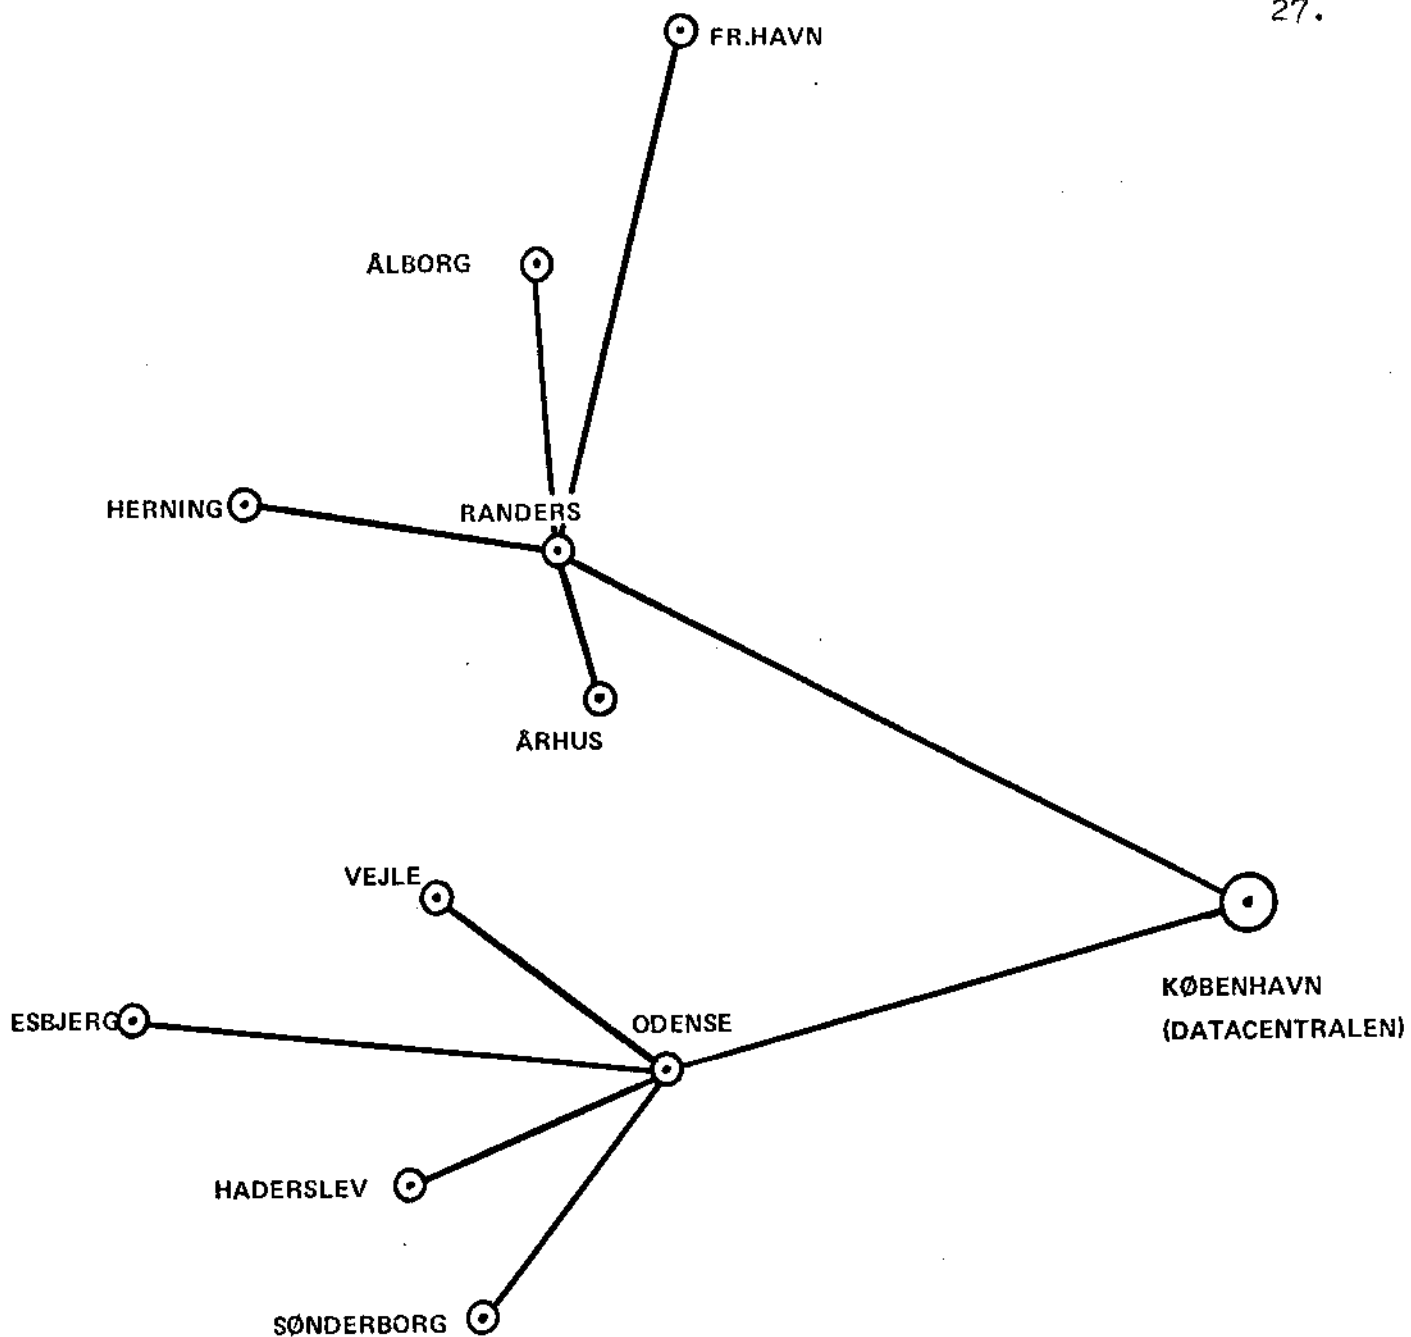 27.
FR.HAVN
ÅLBORG
HERNING
RANDERS
ÅRHUS
VEJLE
ESBJERG
ODENSE
KØBENHAVN
(DATACENTRALEN)
HADERSLEV
SØNDERBORG